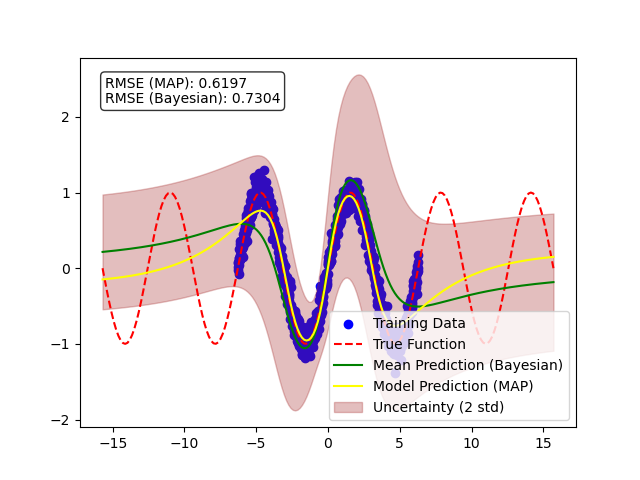 RMSE (MAP): 0.6197
RMSE (Bayesian): 0.7304
2
1
0
−1
−2
Training Data
True Function
Mean Prediction (Bayesian)
Model Prediction (MAP)
Uncertainty (2 std)
−15 −10 −5 0 5 10 15